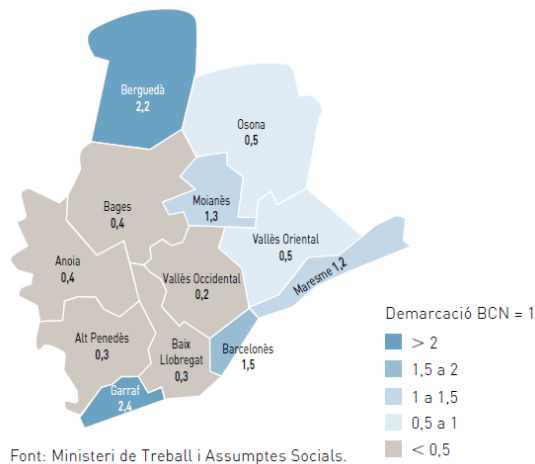 Berguedà
2,2
Osona
0,5
Moianès
1,3
Bages
0,4
Vallès Oriental
0,5
Anoia
0,4
Vallès Occidental
0,2
Maresme 1,2
Alt Penedès
0,3
Baix
Llobregat
0,3
Barcelonès
1,5
Garraf
2,4
Demarcació BCN = 1
> 2
1,5 a 2
1 a 1,5
0,5 a 1
< 0,5
Font: Ministeri de Treball i Assumptes Socials.